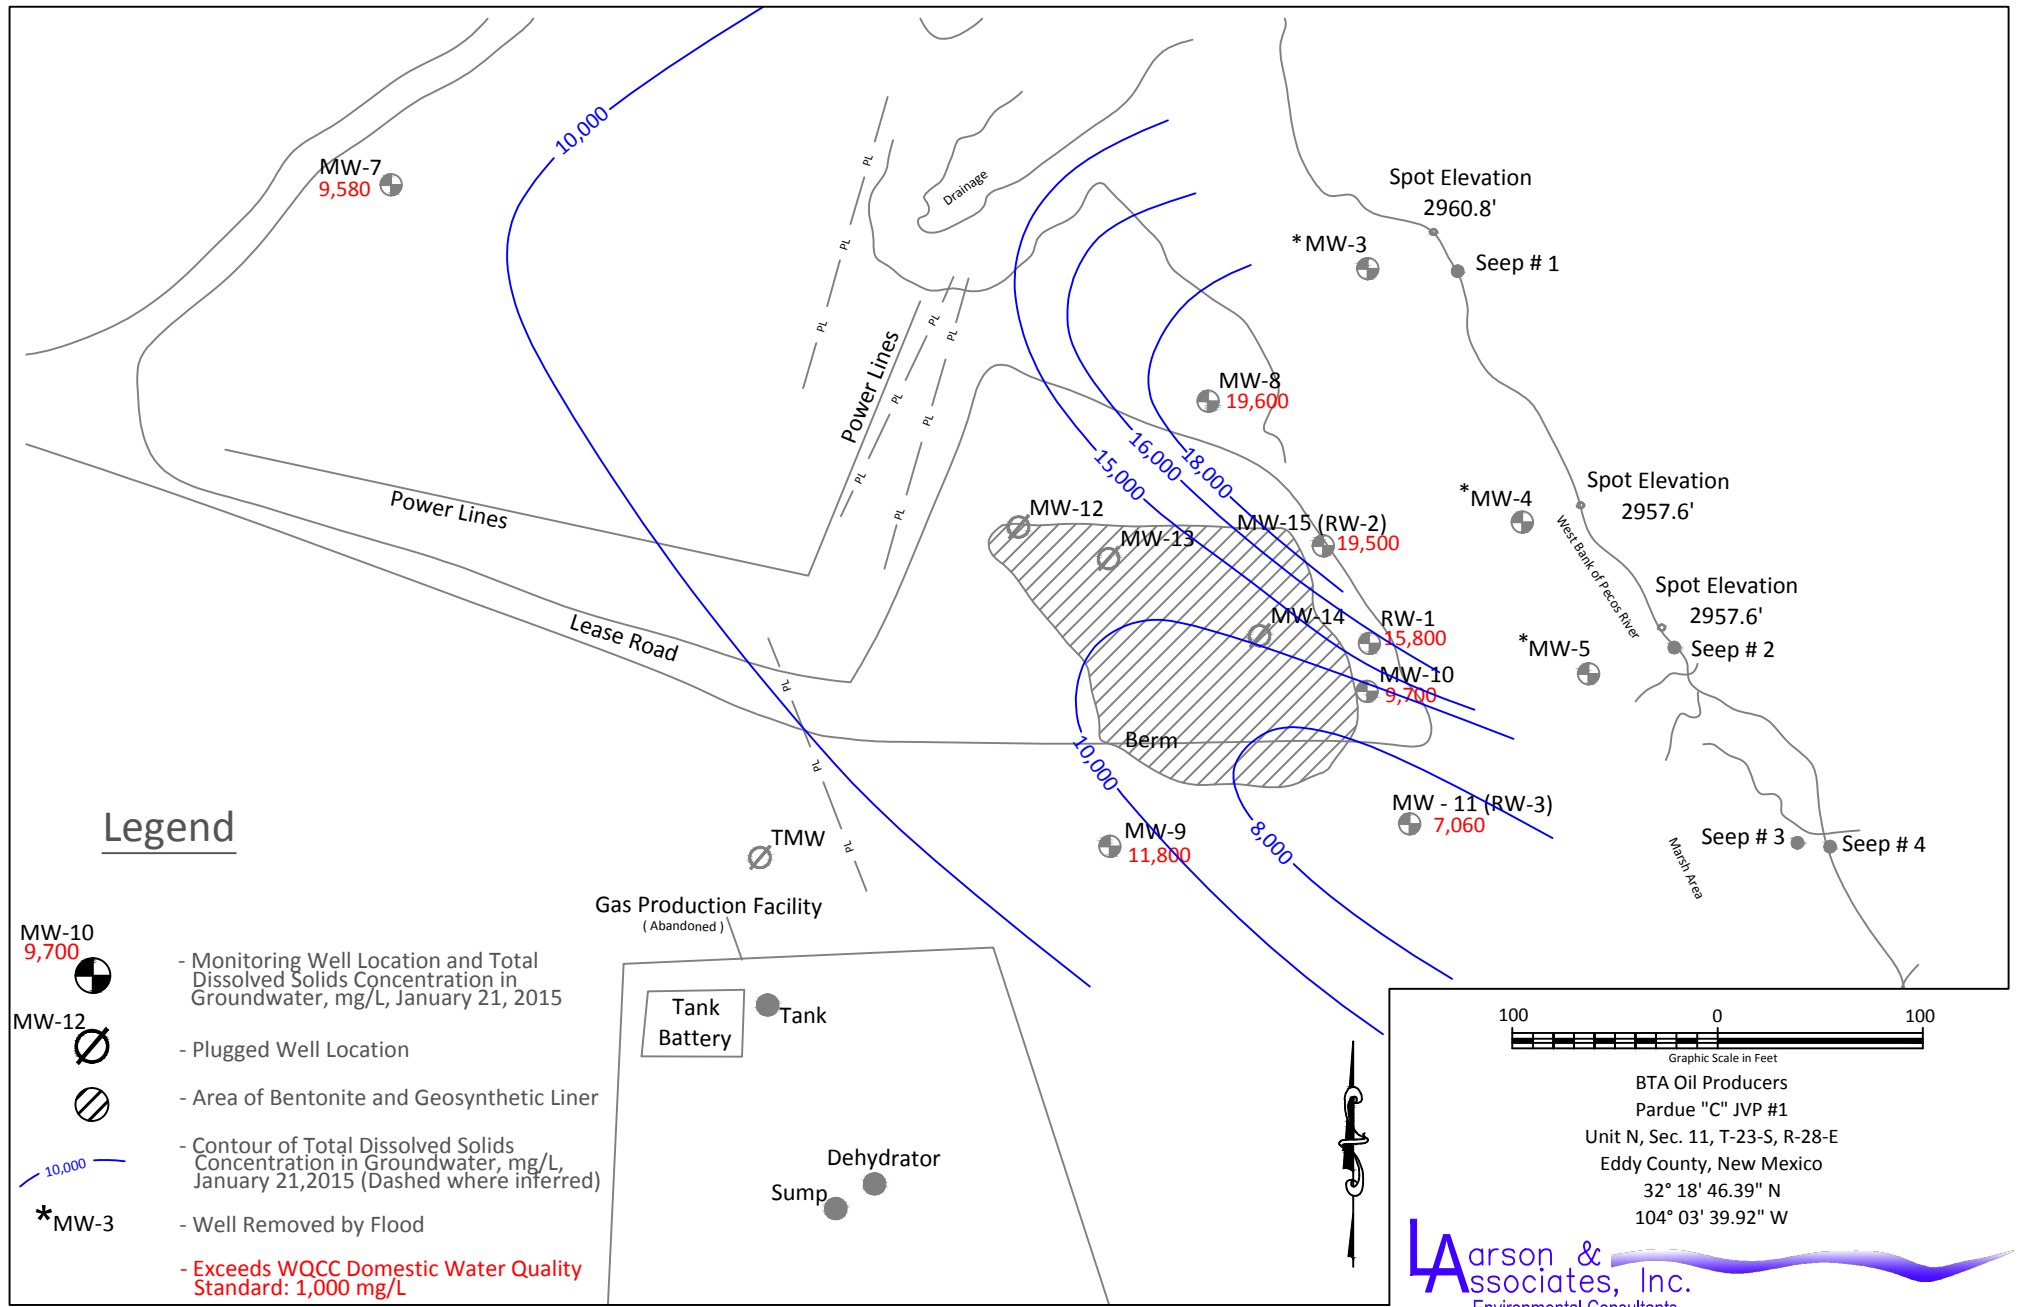 10,000
MW-7
9,580
PL
PL
PL
Drainage
Spot Elevation
2960.8'
*MW-3
Seep # 1
Power Lines
PL
PL
PL
PL
PL
PL
MW-8
19,600
15,000
16,000
18,000
Power Lines
MW-12
MW-13
MW-15 (RW-2)
19,500
*MW-4
Spot Elevation
2957.6'
West Bank of Pecos River
Spot Elevation
2957.6'
Lease Road
MW-14
RW-1
15,800
*MW-5
Seep # 2
MW-10
9,700
PL
PL
PL
Berm
10,000
8,000
TMW
MW-9
11,800
MW - 11 (RW-3)
7,060
Seep # 3
Seep # 4
Marsh Area
Gas Production Facility
( Abandoned )
Tank
Battery
Tank
Dehydrator
Sump
Legend
MW-10
9,700
- Monitoring Well Location and Total
Dissolved Solids Concentration in
Groundwater, mg/L, January 21, 2015
MW-12
- Plugged Well Location
- Area of Bentonite and Geosynthetic Liner
10,000
- Contour of Total Dissolved Solids
Concentration in Groundwater, mg/L,
January 21,2015 (Dashed where inferred)
*MW-3
- Well Removed by Flood
- Exceeds WQCC Domestic Water Quality
Standard: 1,000 mg/L
100 0 100
Graphic Scale in Feet
BTA Oil Producers
Pardue "C" JVP #1
Unit N, Sec. 11, T-23-S, R-28-E
Eddy County, New Mexico
32° 18' 46.39" N
104° 03' 39.92" W
Larson &
Associates, Inc.
Environmental Consultants